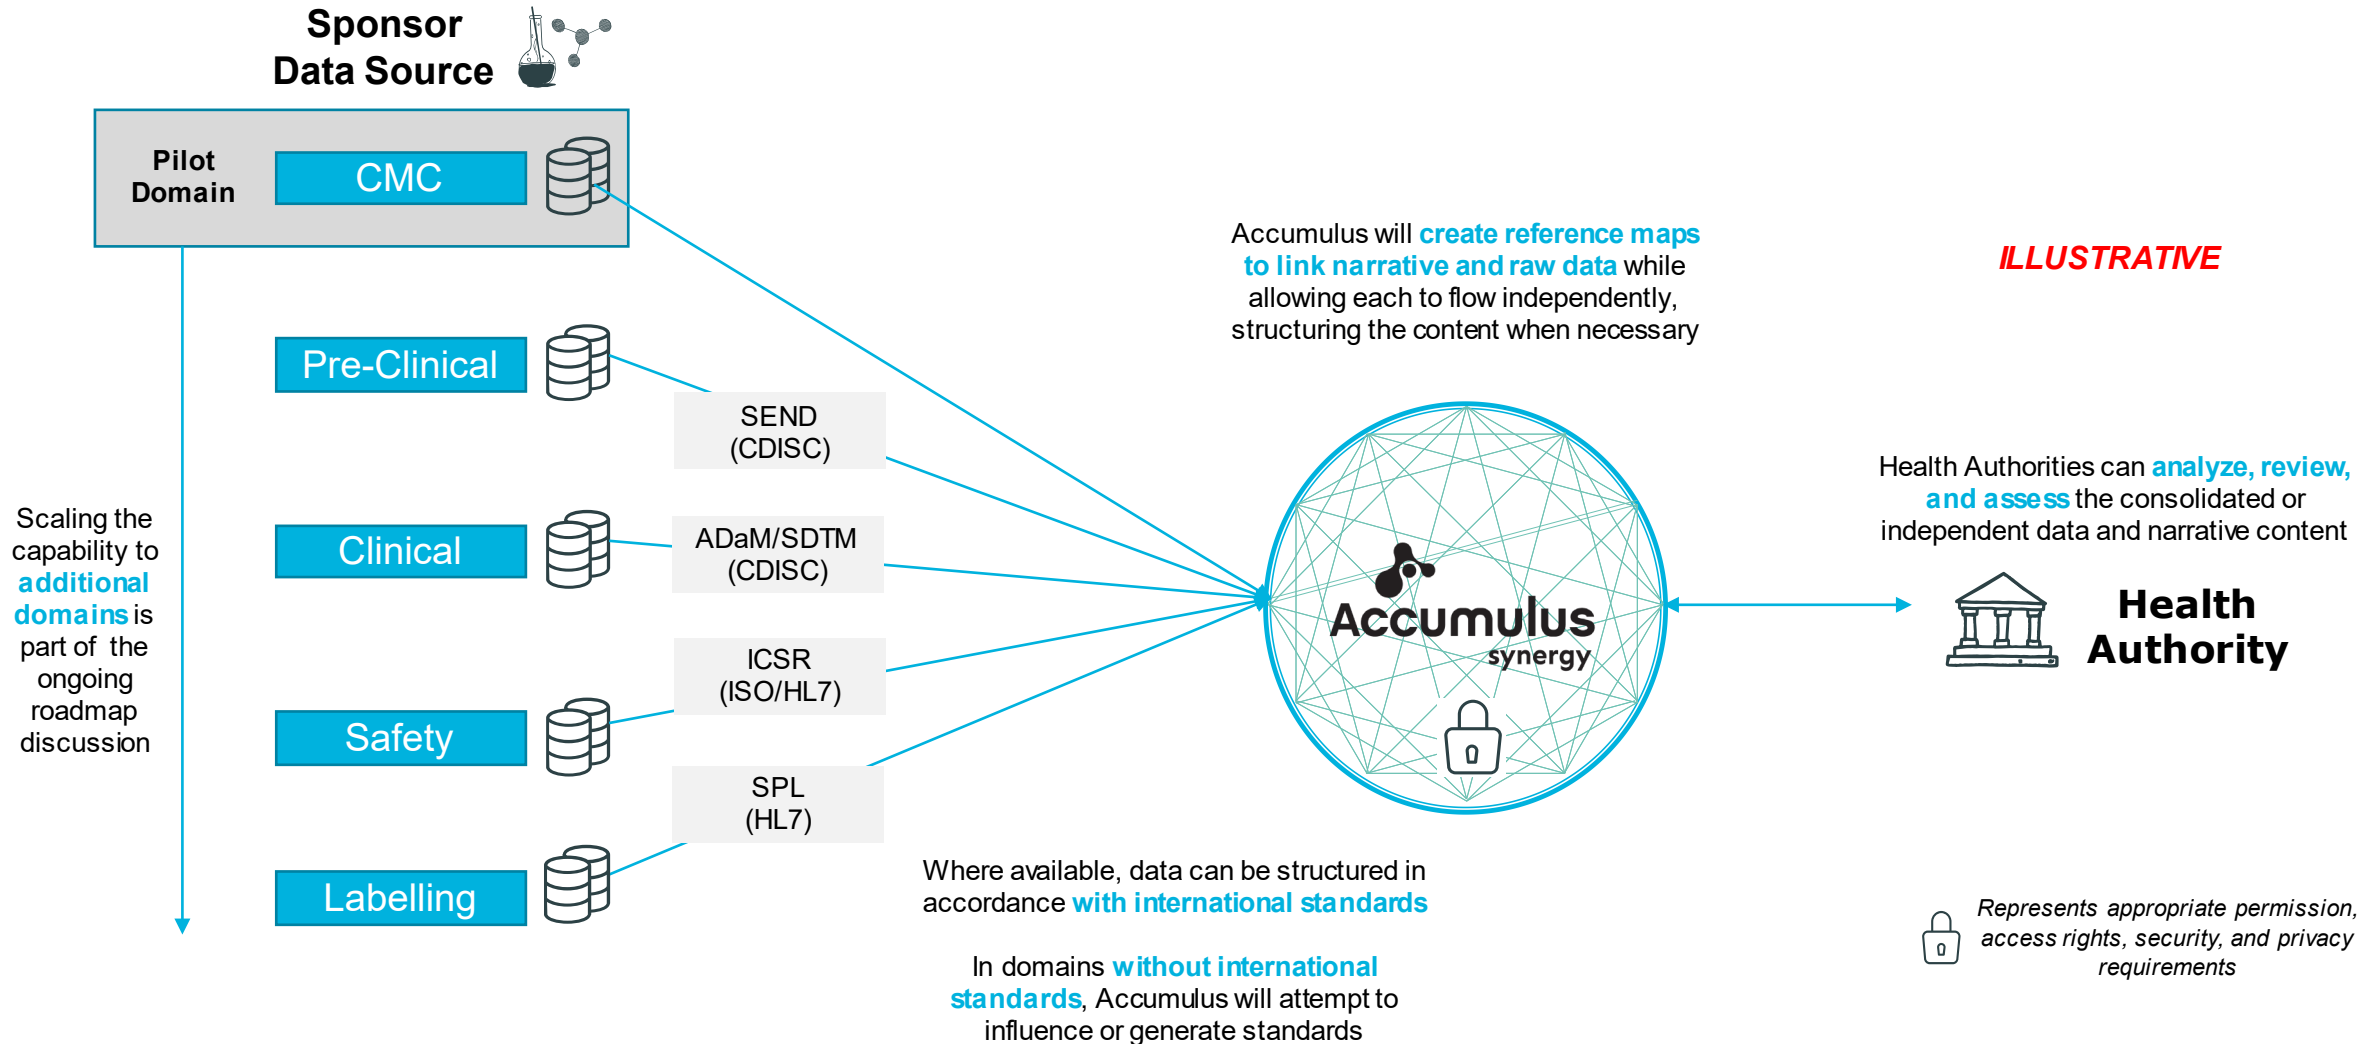 Sponsor
Data Source
Pilot
Domain
CMC
Pre-Clinical
Clinical
Safety
Labelling
Scaling the
capability to
additional
domains is
part of the
ongoing
roadmap
discussion
SEND
(CDISC)
ADaM/SDTM
(CDISC)
ICSR
(ISO/HL7)
SPL
(HL7)
Accumulus will create reference maps
to link narrative and raw data while
allowing each to flow independently,
structuring the content when necessary
Accumulus
synergy
Where available, data can be structured in
accordance with international standards
In domains without international
standards, Accumulus will attempt to
influence or generate standards
ILLUSTRATIVE
Health Authorities can analyze, review,
and assess the consolidated or
independent data and narrative content
Health
Authority
Represents appropriate permission,
access rights, security, and privacy
requirements